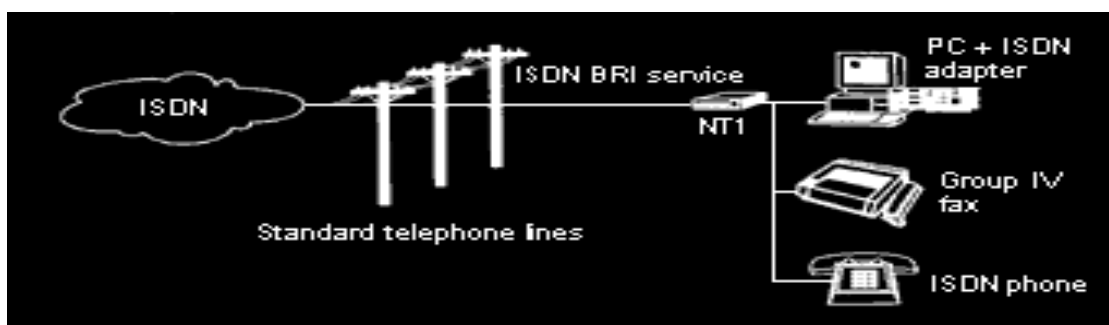 ISDN
ISDN BRI service
Standard telephone lines
NT1
PC + ISDN
adapter
Group IV
fax
ISDN phone